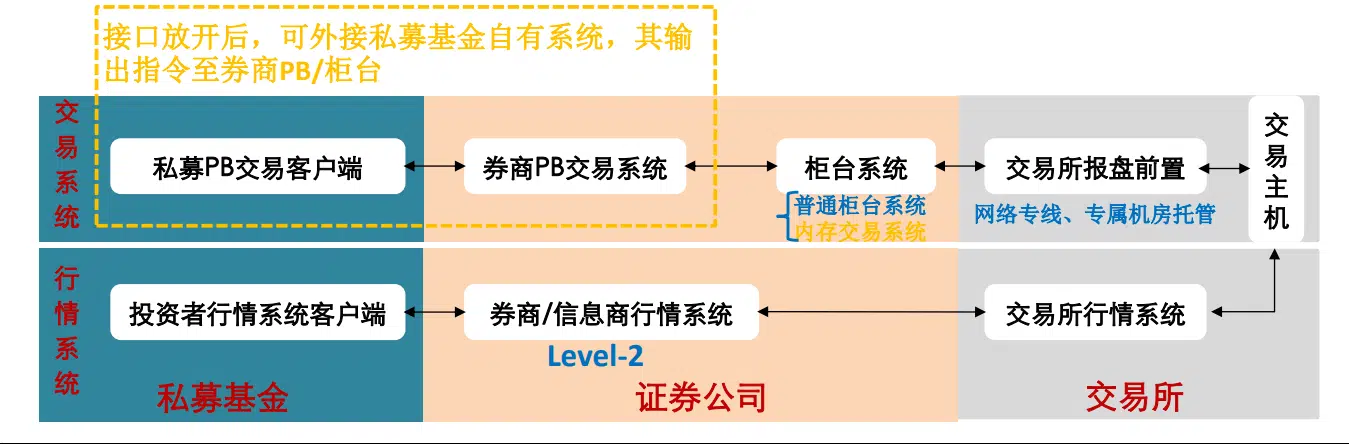 接口放开后，可外接私募基金自有系统，其输
出指令至券商PB/柜台
交易系统
私募PB交易客户端
券商PB交易系统
柜台系统
普通柜台系统
内存交易系统
交易所报盘前置
网络专线、专属机房托管
交易主机
行情系统
投资者行情系统客户端
券商/信息商行情系统
Level-2
交易所行情系统
私募基金
证券公司
交易所